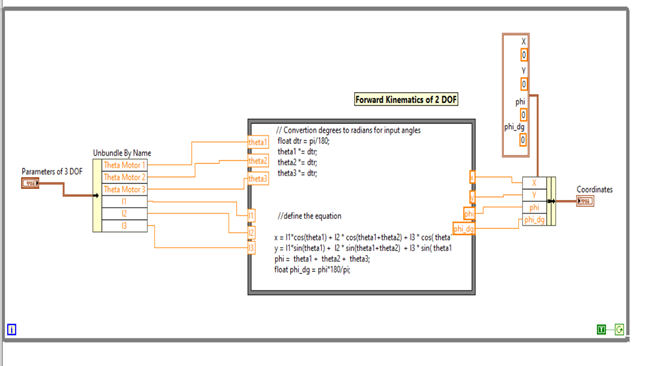 X
0
Y
0
phi
0
phi_dg
0
Forward Kinematics of 2 DOF
Parameters of 3 DOF
Unbundle By Name
Theta Motor 1
Theta Motor 2
Theta Motor 3
l1
l2
l3
theta1
theta2
theta3
l1
l2
l3
// Convertion degrees to radians for input angles
float dtr = pi/180;
theta1 *= dtr;
theta2 *= dtr;
theta3 *= dtr;
//define the equation
x = l1*cos(theta1) + l2 * cos(theta1+theta2) + l3 * cos( theta
y = l1*sin(theta1) + l2 * sin(theta1+theta2) + l3 * sin( theta1
phi = theta1 + theta2 + theta3;
float phi_dg = phi*180/pi;
x
y
phi
phi_dg
X
Y
phi
phi_dg
Coordinates
i